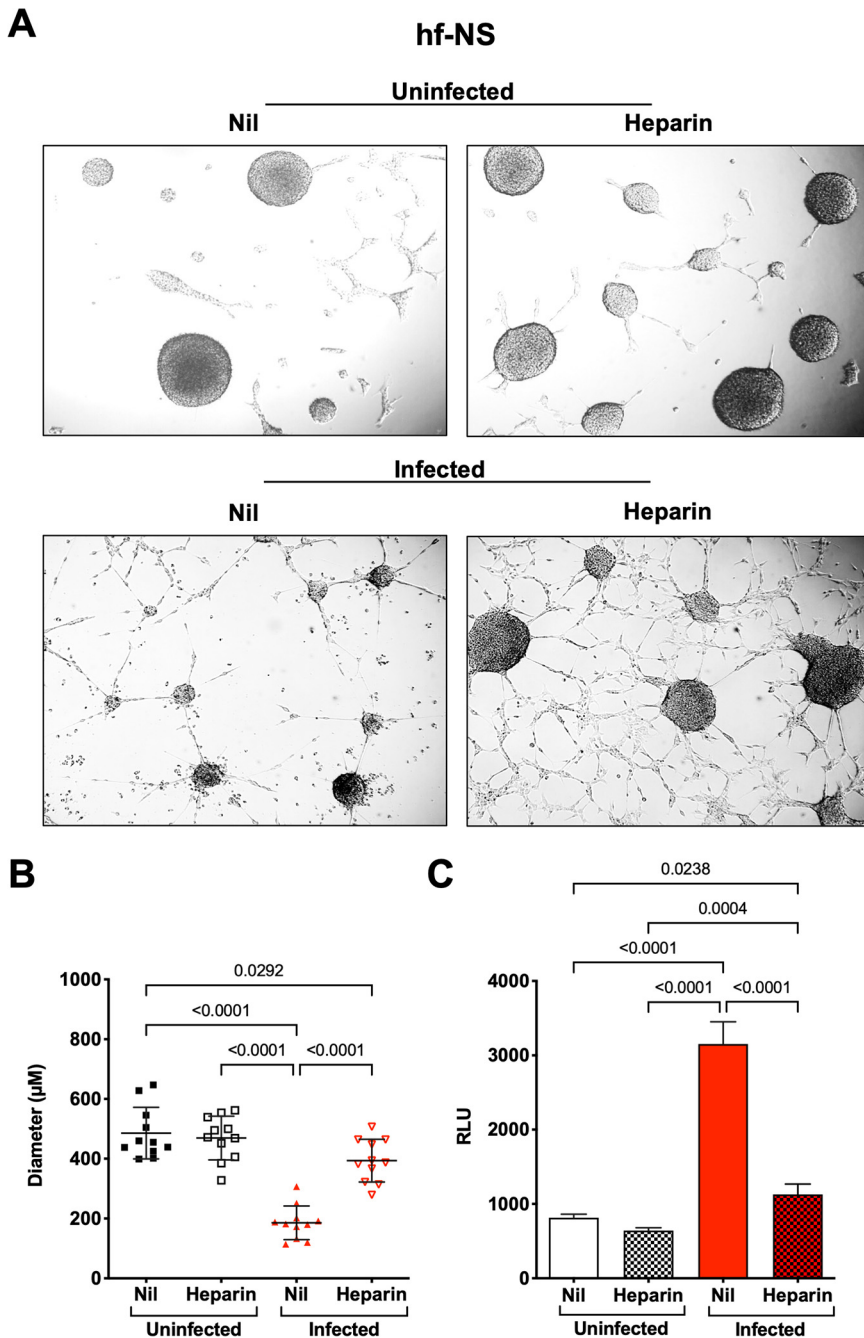 A
hf-NS
Uninfected
Nil Heparin
Infected
Nil Heparin
B
0.0292
<0.0001
<0.0001 <0.0001
Diameter (µM)
1000
800
600
400
200
0
Nil Heparin Nil Heparin
Uninfected Infected
C
0.0238
0.0004
<0.0001
<0.0001 <0.0001
RLU
4000
3000
2000
1000
0
Nil Heparin Nil Heparin
Uninfected Infected